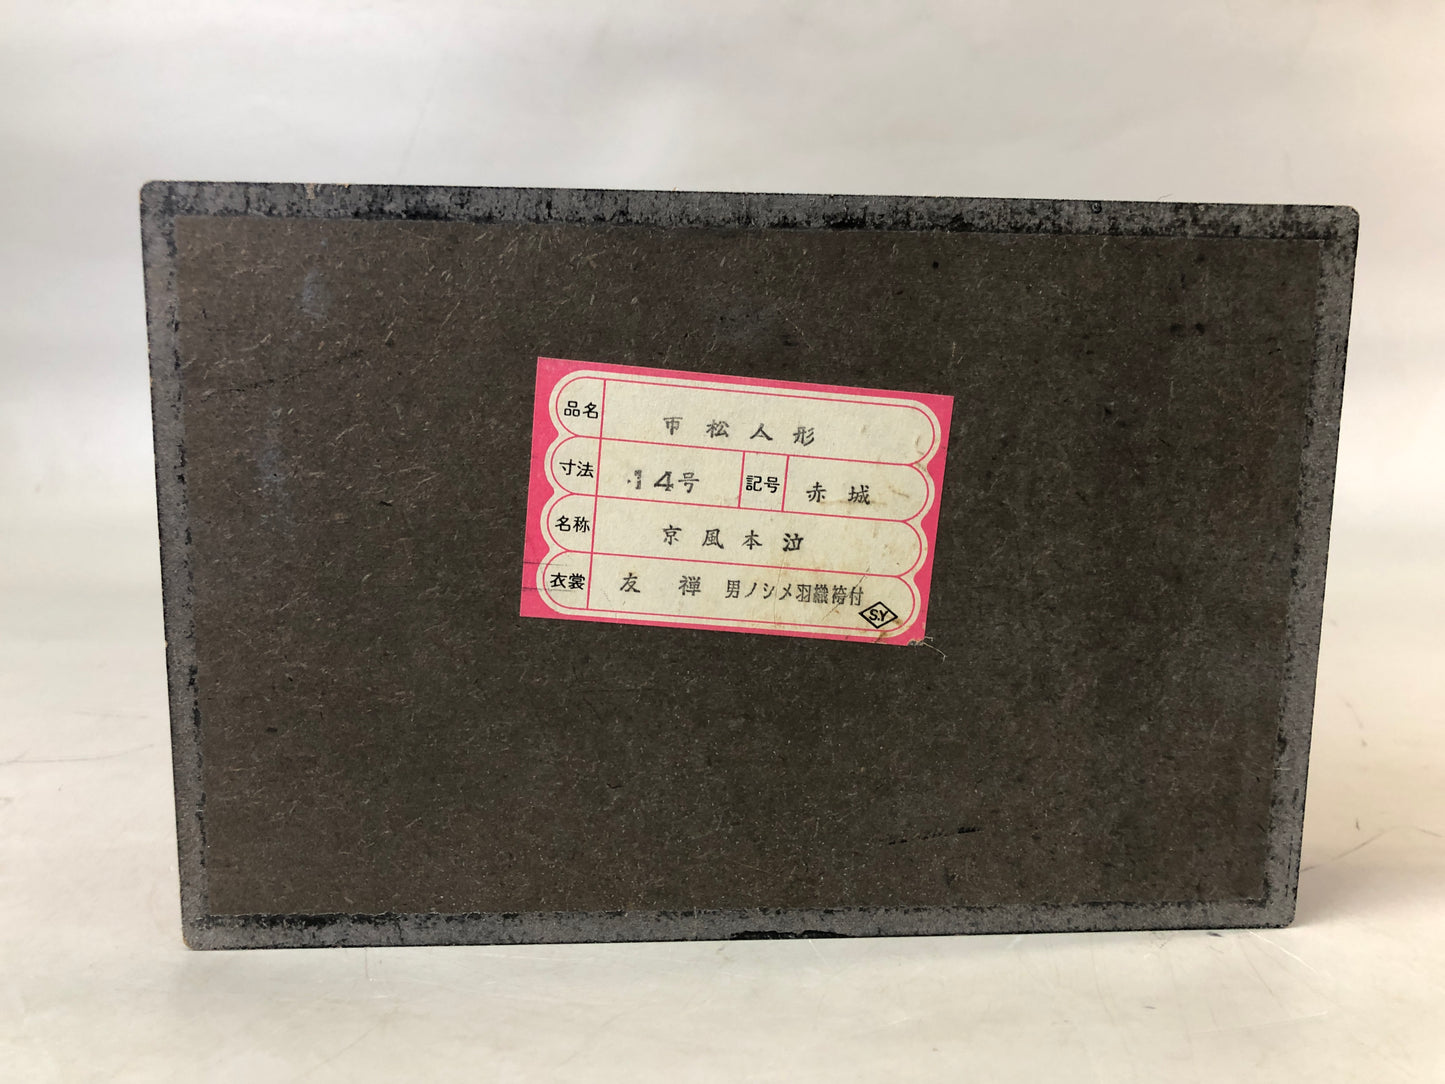 品名 市松人形
寸法 14号 記号 赤城
名称 京風本泣
衣裳 友禅 男ノシメ羽織袴付
S.Y